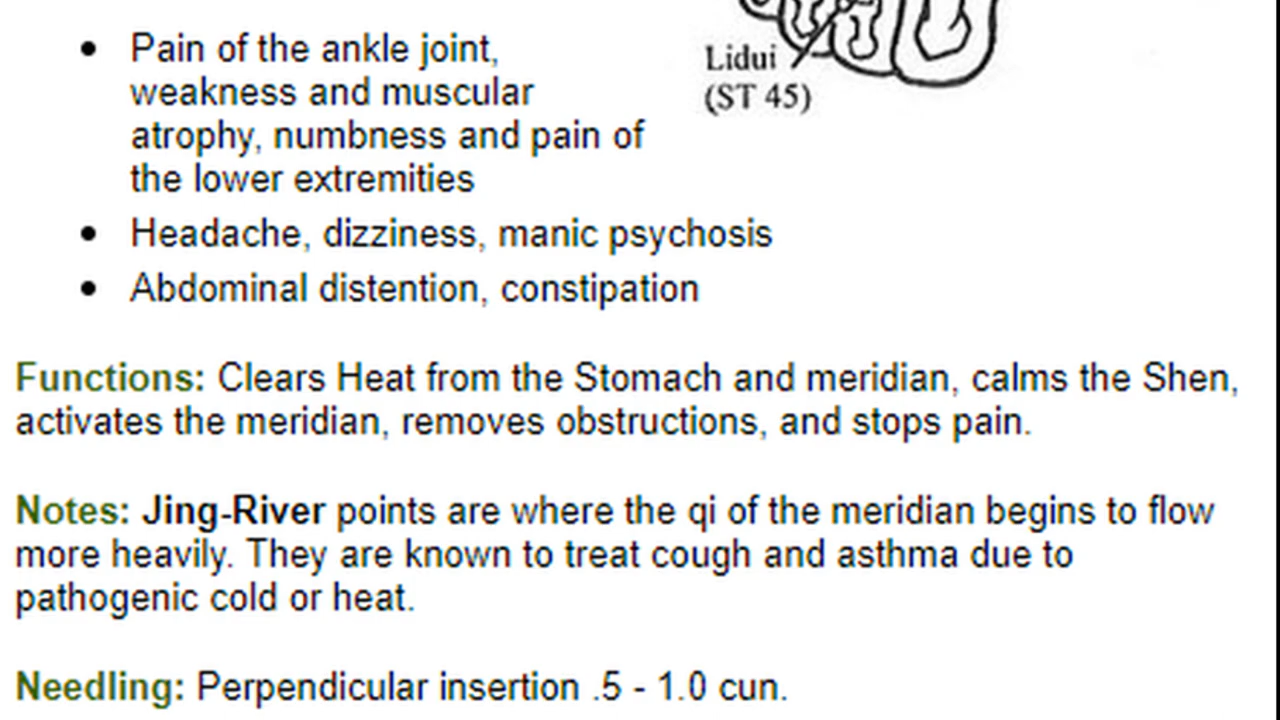 Pain of the ankle joint,
weakness and muscular
atrophy, numbness and pain of
the lower extremities
Lidui
(ST 45)
Headache, dizziness, manic psychosis
Abdominal distention, constipation
Functions: Clears Heat from the Stomach and meridian, calms the Shen,
activates the meridian, removes obstructions, and stops pain.
Notes: Jing-River points are where the qi of the meridian begins to flow
more heavily. They are known to treat cough and asthma due to
pathogenic cold or heat.
Needling: Perpendicular insertion .5 - 1.0 cun.